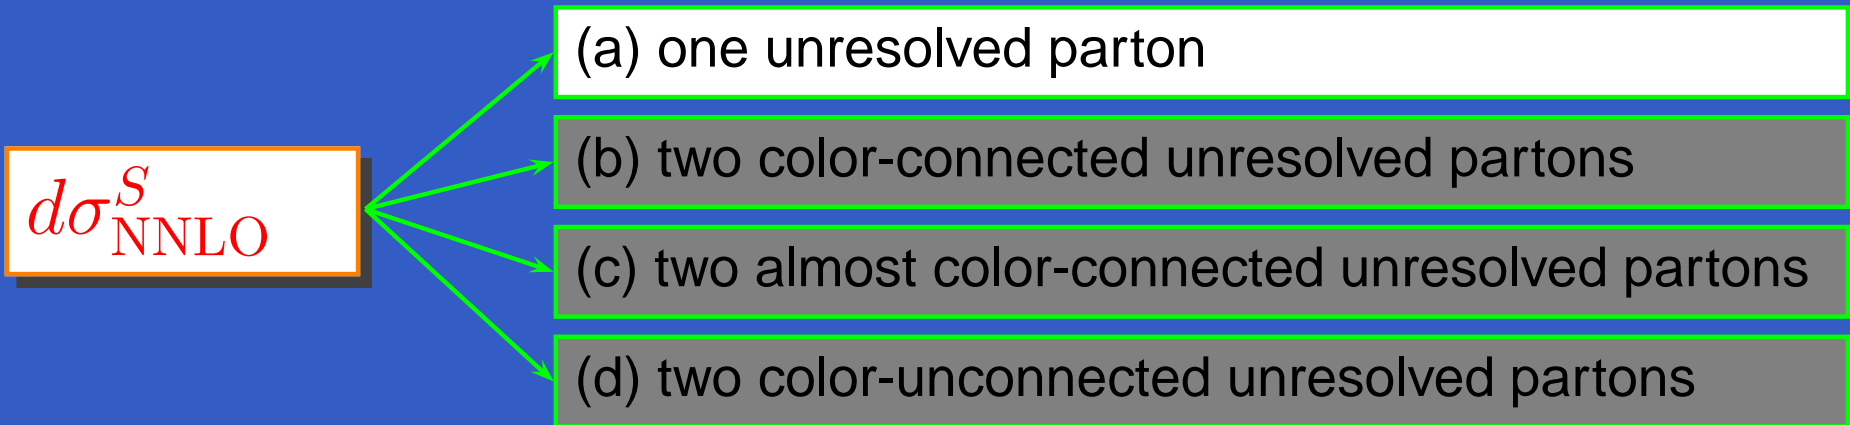 (a) one unresolved parton
(b) two color-connected unresolved partons
dσ^S_NNLO
(c) two almost color-connected unresolved partons
(d) two color-unconnected unresolved partons